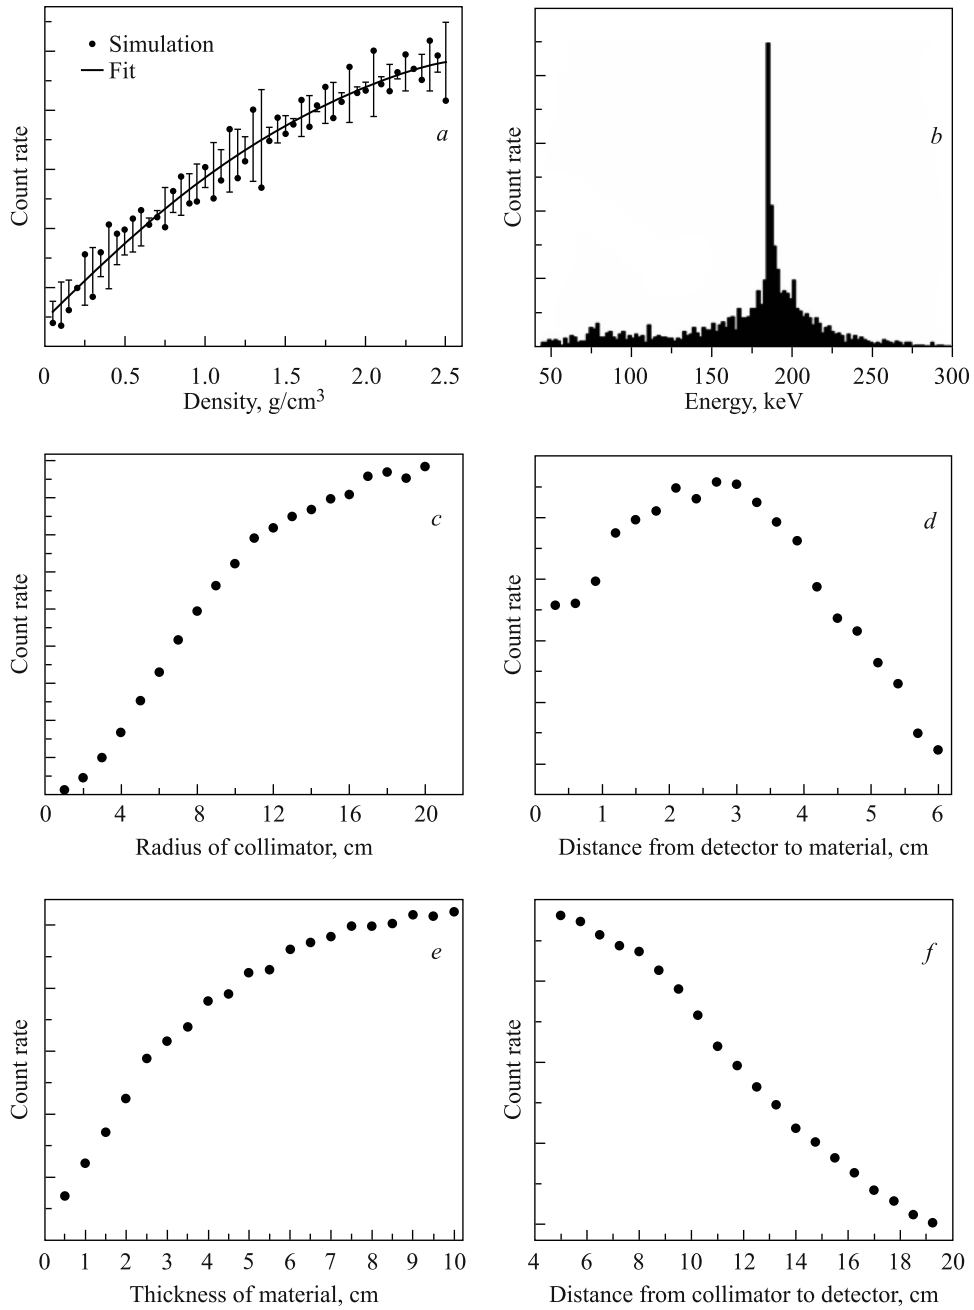 Simulation
Fit
a
Count rate
0 0.5 1.0 1.5 2.0 2.5
Density, g/cm³
b
Count rate
50 100 150 200 250 300
Energy, keV
c
Count rate
0 4 8 12 16 20
Radius of collimator, cm
d
Count rate
0 1 2 3 4 5 6
Distance from detector to material, cm
e
Count rate
0 1 2 3 4 5 6 7 8 9 10
Thickness of material, cm
f
Count rate
4 6 8 10 12 14 16 18 20
Distance from collimator to detector, cm